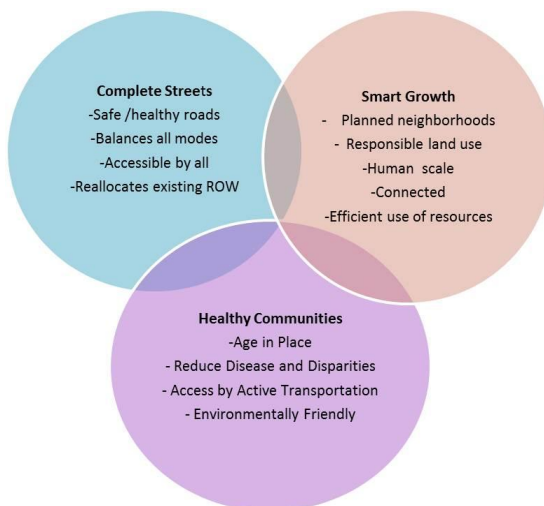 Complete Streets
-Safe /healthy roads
-Balances all modes
-Accessible by all
-Reallocates existing ROW
Smart Growth
- Planned neighborhoods
- Responsible land use
-Human scale
-Connected
-Efficient use of resources
Healthy Communities
-Age in Place
- Reduce Disease and Disparities
- Access by Active Transportation
- Environmentally Friendly